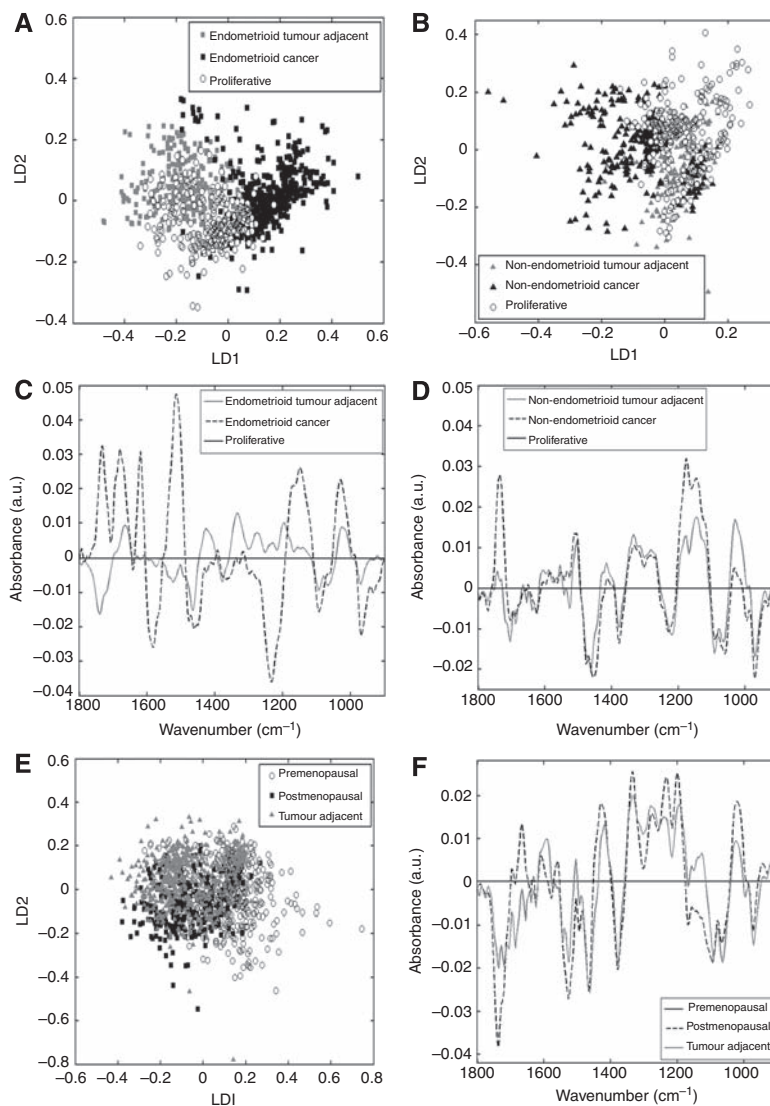 A
0.6
0.4
0.2
0
−0.2
−0.4
LD2
Endometrioid tumour adjacent
Endometrioid cancer
Proliferative
−0.4 −0.2 0 0.2 0.4 0.6
LD1
B
0.4
0.2
0
−0.2
−0.4
LD2
Non-endometrioid tumour adjacent
Non-endometrioid cancer
Proliferative
−0.6 −0.4 −0.2 0 0.2
LD1
C
0.05
0.04
0.03
0.02
0.01
0
−0.01
−0.02
−0.03
−0.04
Absorbance (a.u.)
Endometrioid tumour adjacent
Endometrioid cancer
Proliferative
1800 1600 1400 1200 1000
Wavenumber (cm−1)
D
0.05
0.04
0.03
0.02
0.01
0
−0.01
−0.02
Absorbance (a.u.)
Non-endometrioid tumour adjacent
Non-endometrioid cancer
Proliferative
1800 1600 1400 1200 1000
Wavenumber (cm−1)
E
0.6
0.4
0.2
0
−0.2
−0.4
−0.6
−0.8
LD2
Premenopausal
Postmenopausal
Tumour adjacent
−0.6 −0.4 −0.2 0 0.2 0.4 0.6 0.8
LDI
F
0.02
0.01
0
−0.01
−0.02
−0.03
−0.04
Absorbance (a.u.)
Premenopausal
Postmenopausal
Tumour adjacent
1800 1600 1400 1200 1000
Wavenumber (cm−1)